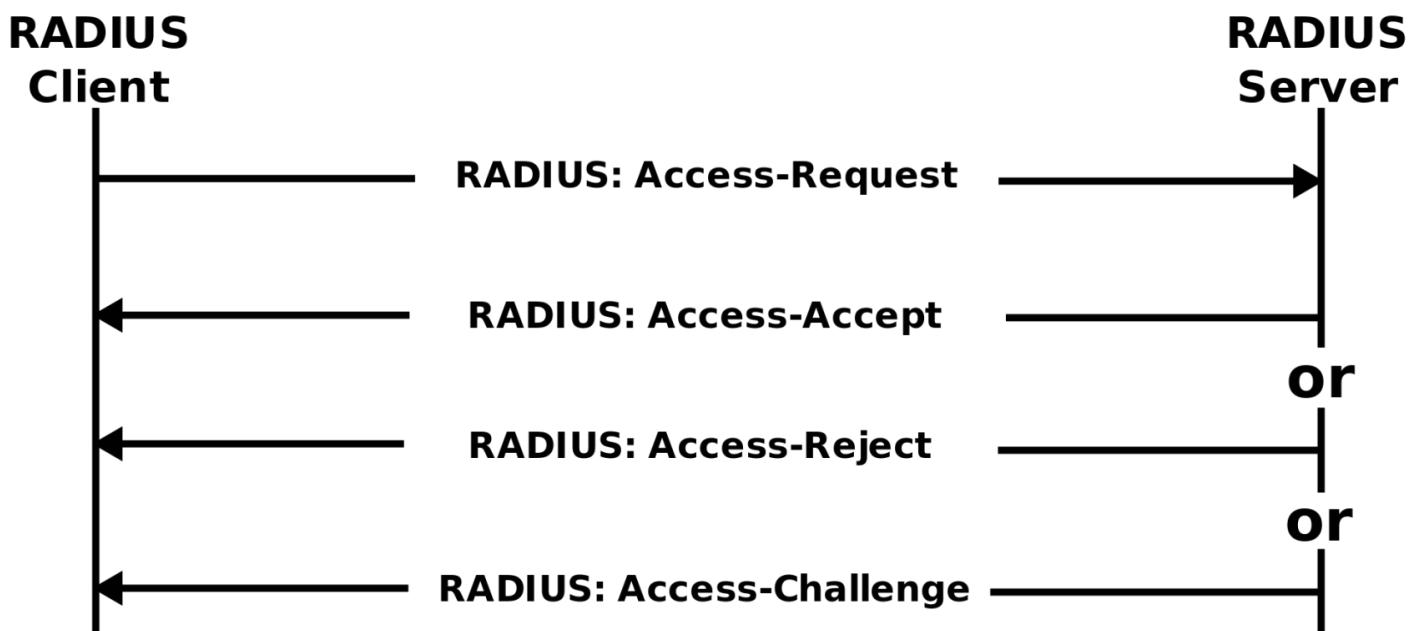 RADIUS
Client
RADIUS
Server
RADIUS: Access-Request
RADIUS: Access-Accept
or
RADIUS: Access-Reject
or
RADIUS: Access-Challenge